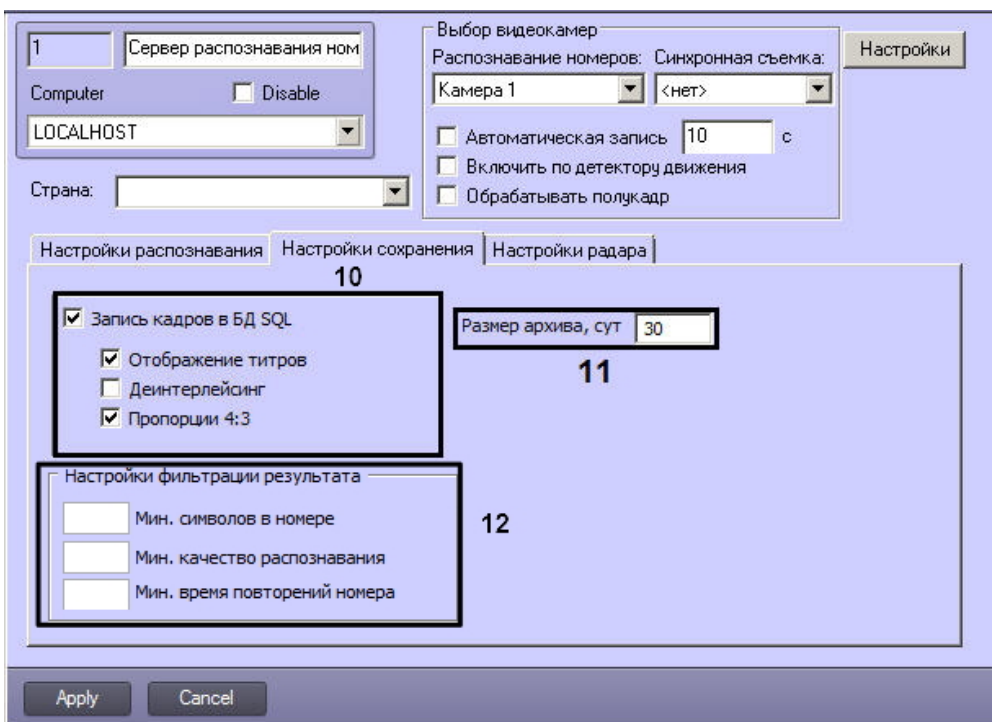 1
Сервер распознавания ном
Computer
Disable
LOCALHOST
Страна:
Выбор видеокамер
Распознавание номеров: Синхронная съемка:
Камера 1
<нет>
Автоматическая запись 10 с
Включить по детектору движения
Обрабатывать полукадр
Настройки
Настройки распознавания
Настройки сохранения
Настройки радара
10
Запись кадров в БД SQL
Отображение титров
Деинтерлейсинг
Пропорции 4:3
Размер архива, сут 30
11
Настройки фильтрации результата
Мин. символов в номере
Мин. качество распознавания
Мин. время повторений номера
12
Apply
Cancel